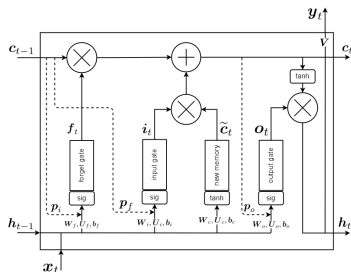 y_t
V
c_{t-1}
c_t
tanh
f_t
i_t
c̃_t
o_t
forget gate
input gate
new memory
output gate
sig
sig
tanh
sig
p_i
p_f
p_o
W_f, U_f, b_f
W_i, U_i, b_i
W_c, U_c, b_c
W_o, U_o, b_o
h_{t-1}
h_t
x_t